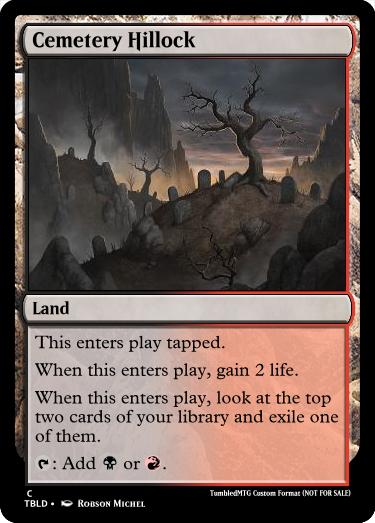 Cemetery Hillock
Land
This enters play tapped.
When this enters play, gain 2 life.
When this enters play, look at the top
two cards of your library and exile one
of them.
: Add or .
C
TBLD • Robson Michel
TumbledMTG Custom Format (NOT FOR SALE)